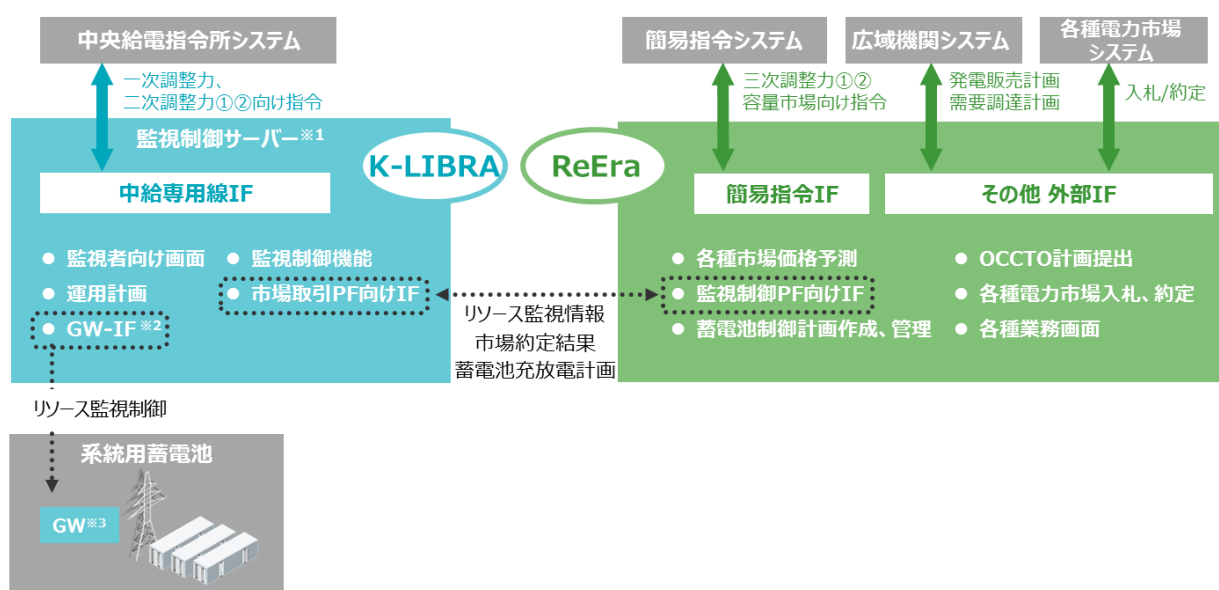 中央給電指令所システム
簡易指令システム
広域機関システム
各種電力市場
システム
一次調整力、
二次調整力①②向け指令
三次調整力①②
容量市場向け指令
発電販売計画
需要調達計画
入札/約定
監視制御サーバー※1
K-LIBRA
ReEra
中給専用線IF
簡易指令IF
その他 外部IF
● 監視者向け画面
● 監視制御機能
● 運用計画
● 市場取引PF向けIF
● GW-IF※2
リソース監視情報
市場約定結果
蓄電池充放電計画
● 各種市場価格予測
● OCCTO計画提出
● 監視制御PF向けIF
● 各種電力市場入札、約定
● 蓄電池制御計画作成、管理
● 各種業務画面
リソース監視制御
系統用蓄電池
GW※3